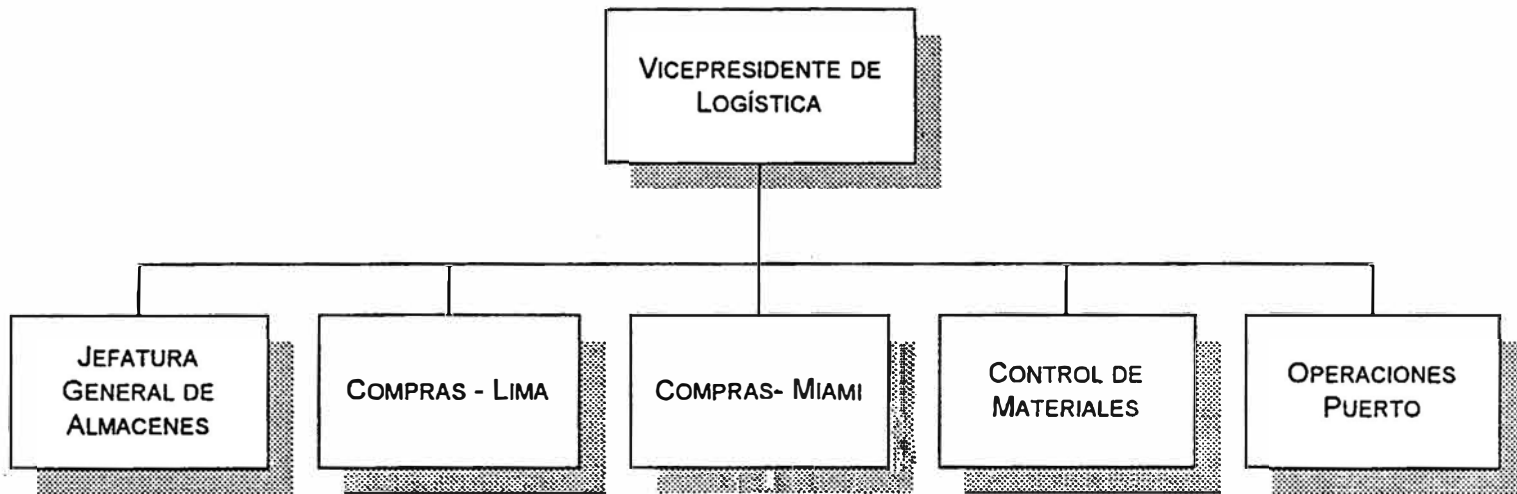 VICEPRESIDENTE DE
LOGÍSTICA
JEFATURA
GENERAL DE
ALMACENES
COMPRAS - LIMA
COMPRAS- MIAMI
CONTROL DE
MATERIALES
OPERACIONES
PUERTO